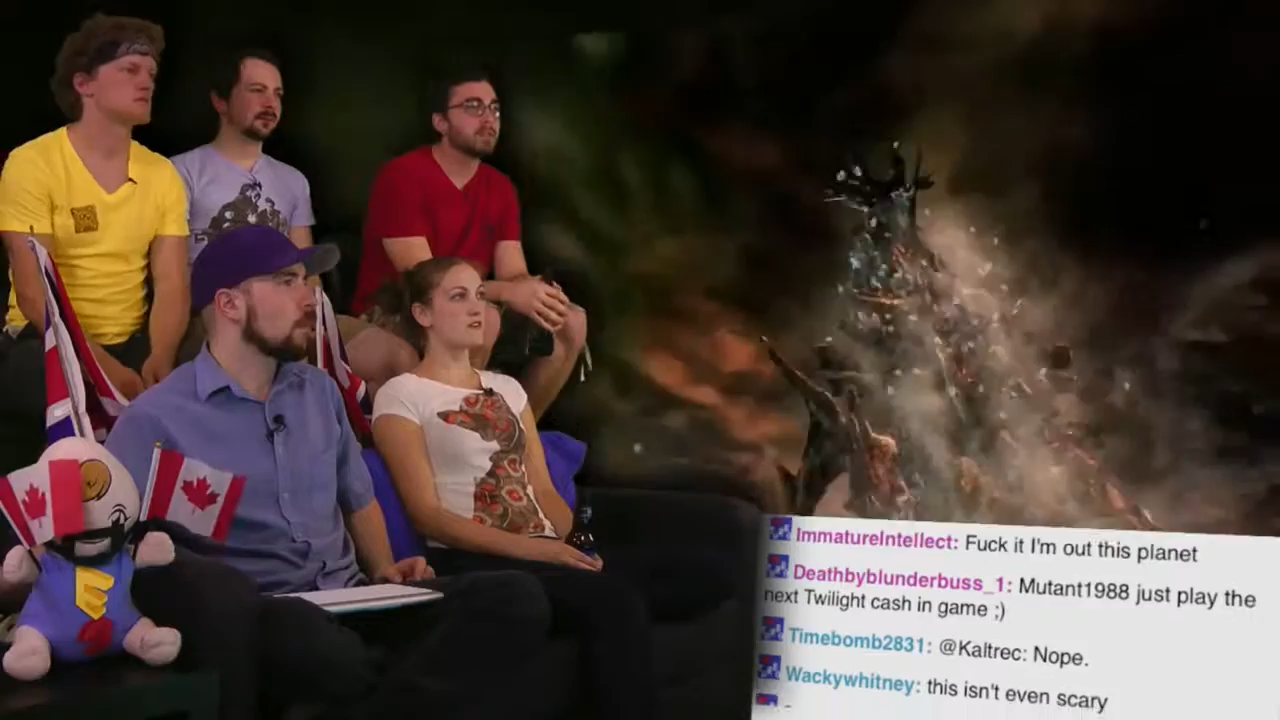 ImmatureIntellect: Fuck it I'm out this planet
Deathbyblunderbuss_1: Mutant1988 just play the
next Twilight cash in game ;)
Timebomb2831: @Kaltrec: Nope.
Wackywhitney: this isn't even scary
E